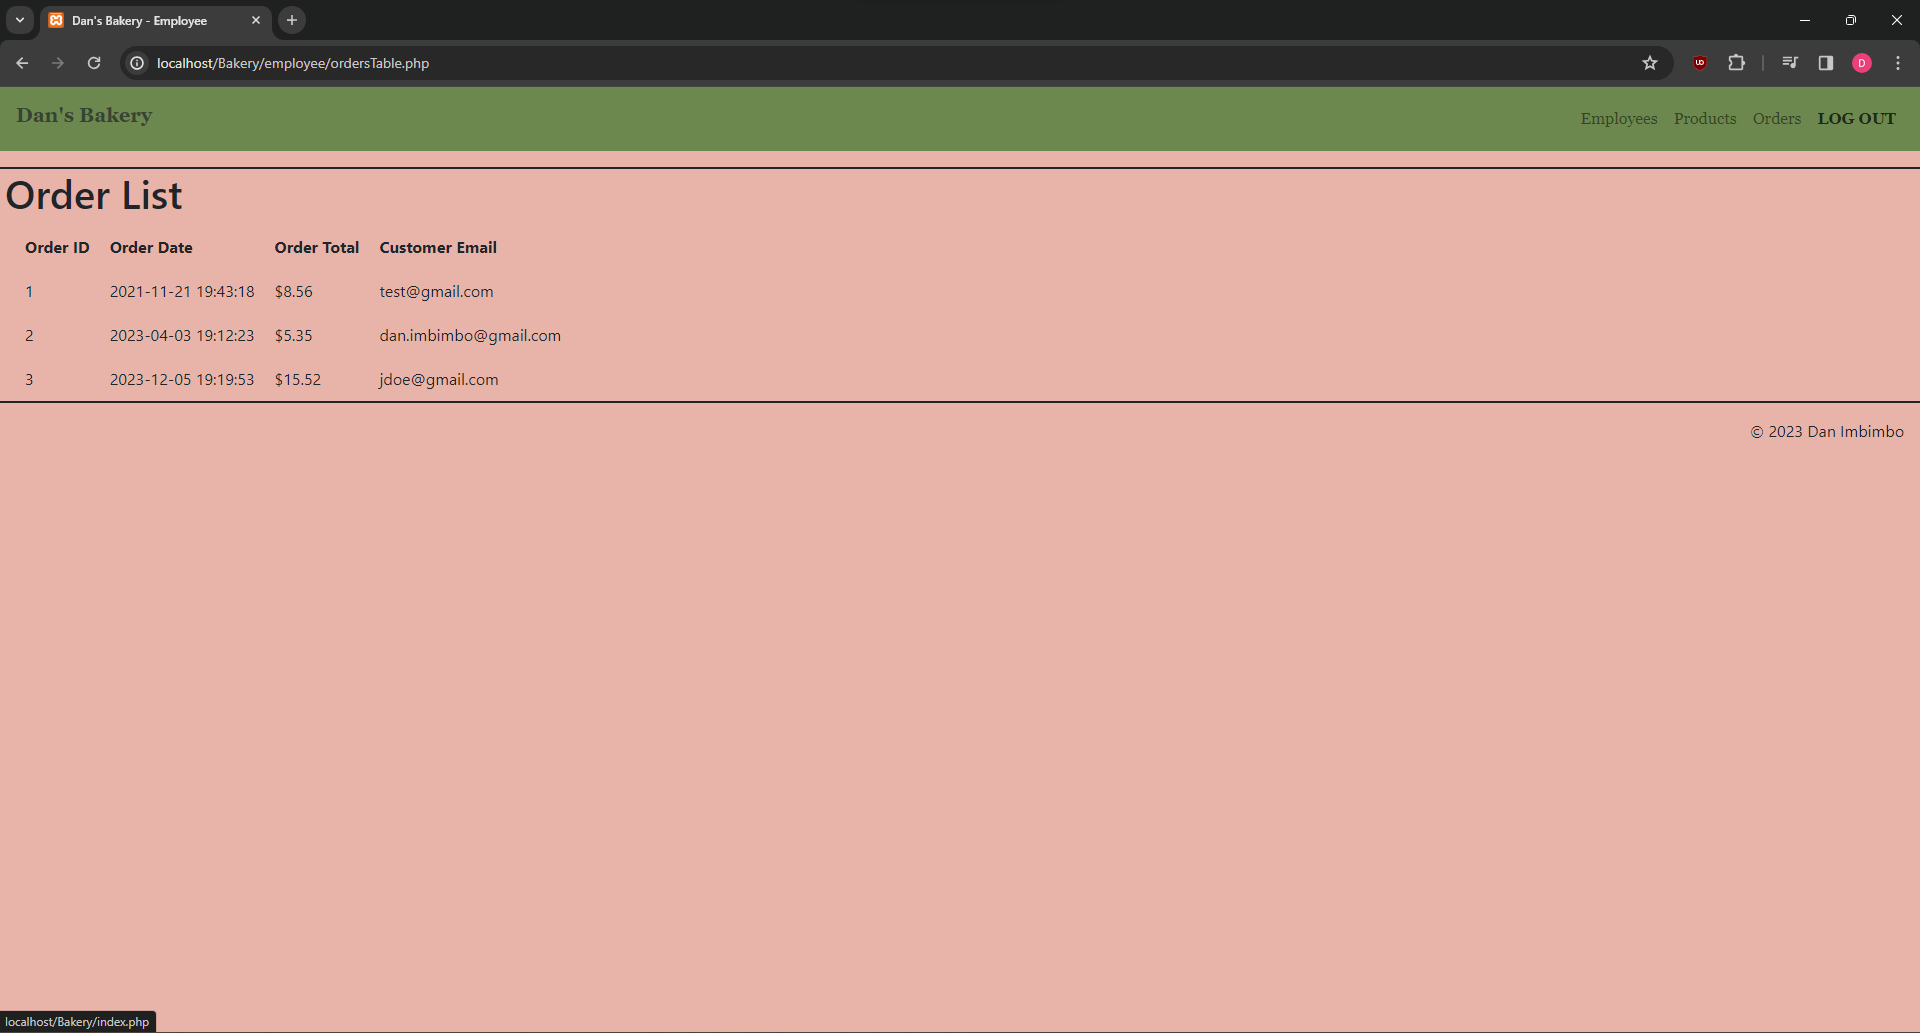 Dan's Bakery - Employee
localhost/Bakery/employee/ordersTable.php
D
Dan's Bakery Employees Products Orders LOG OUT
Order List
Order ID Order Date Order Total Customer Email
1 2021-11-21 19:43:18 $8.56 test@gmail.com
2 2023-04-03 19:12:23 $5.35 dan.imbimbo@gmail.com
3 2023-12-05 19:19:53 $15.52 jdoe@gmail.com
© 2023 Dan Imbimbo
localhost/Bakery/index.php